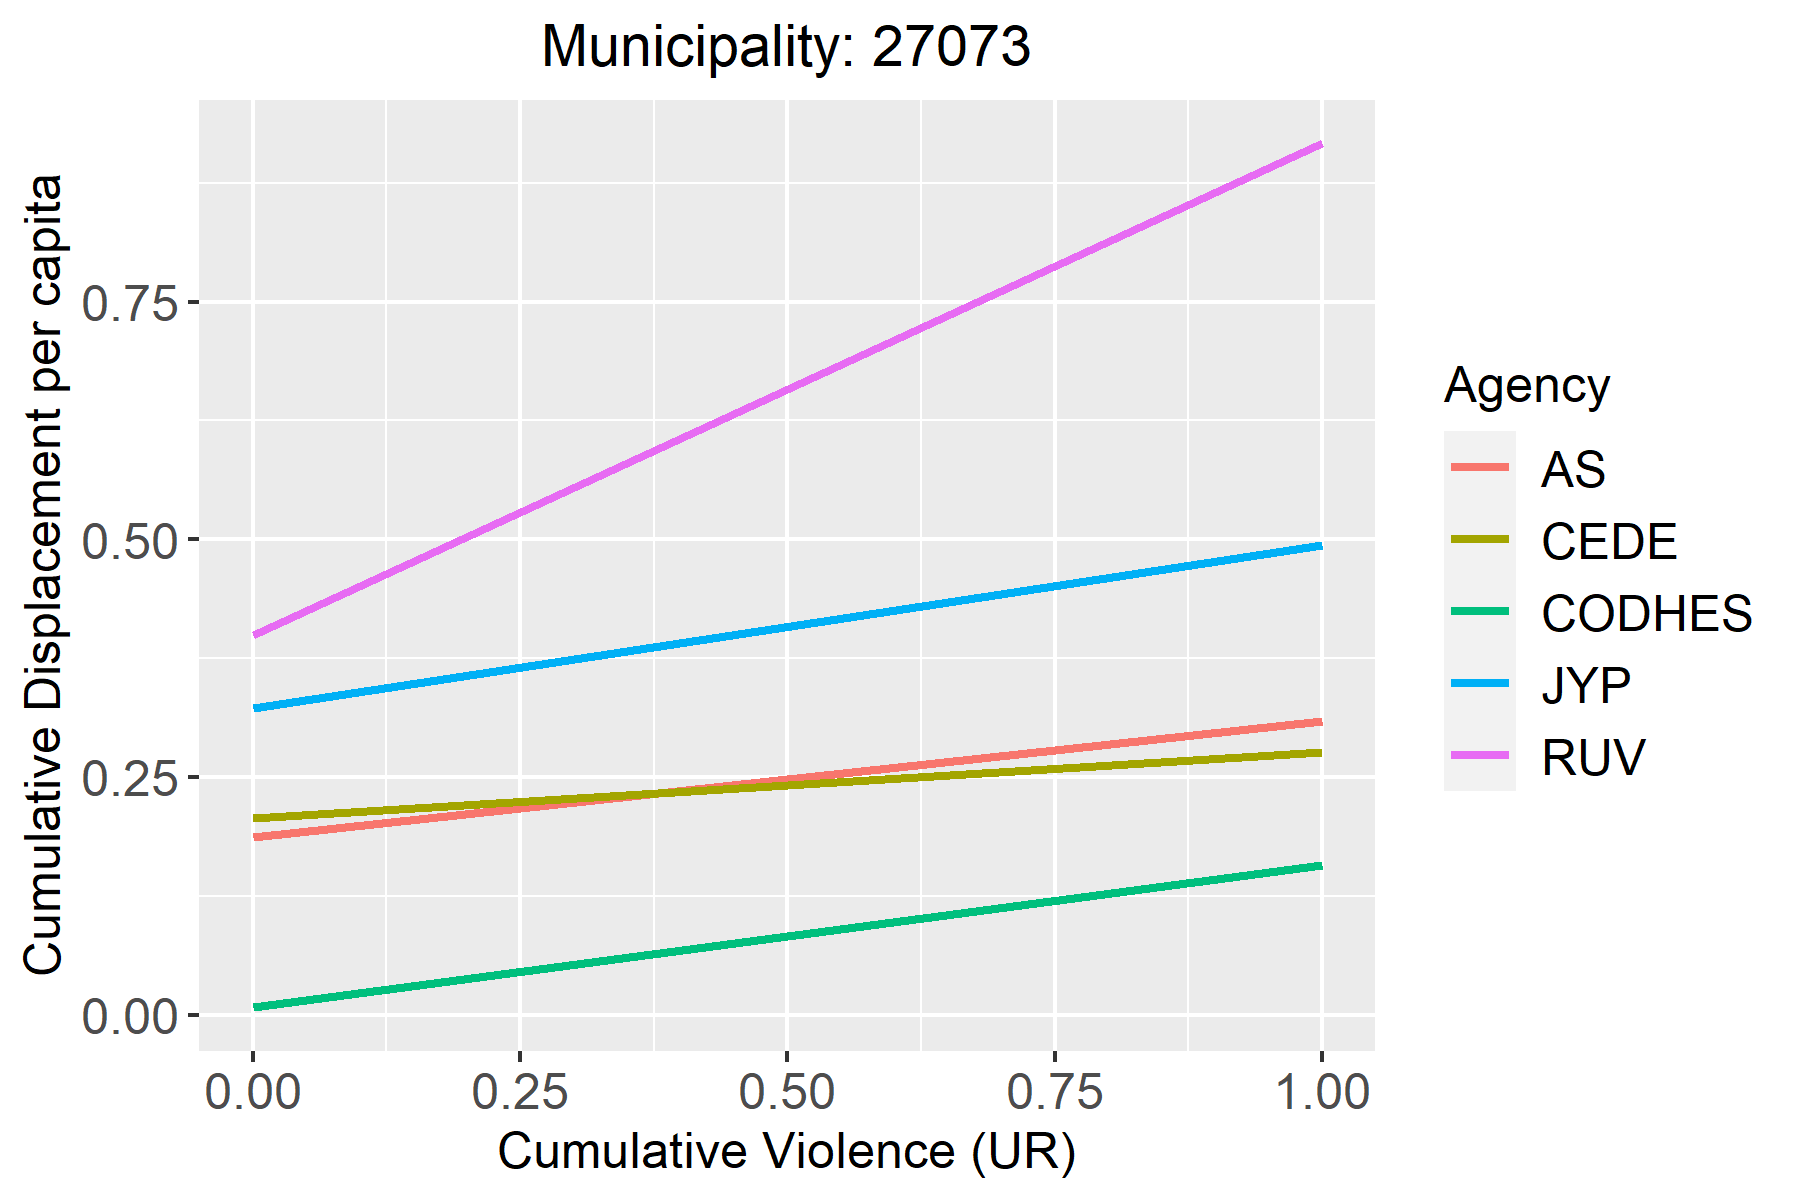 Municipality: 27073
Cumulative Displacement per capita
0.75
0.50
0.25
0.00
0.00 0.25 0.50 0.75 1.00
Cumulative Violence (UR)
Agency
AS
CEDE
CODHES
JYP
RUV